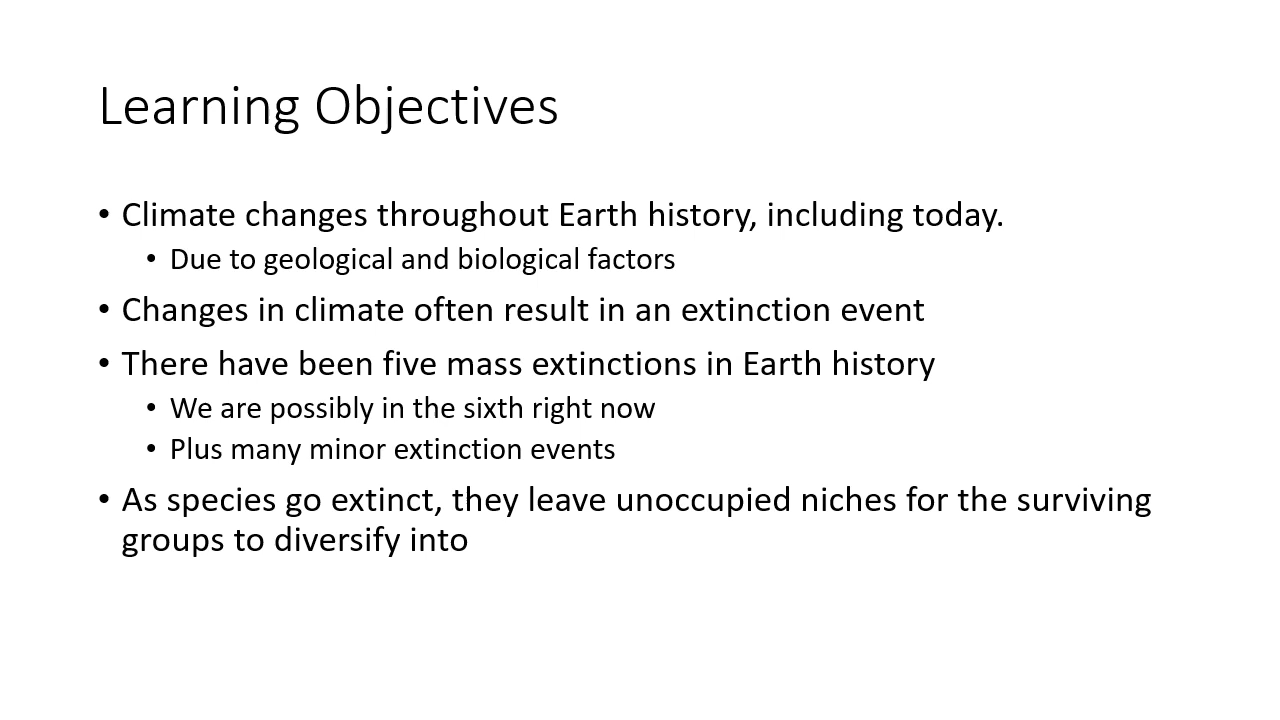 Learning Objectives
• Climate changes throughout Earth history, including today.
• Due to geological and biological factors
• Changes in climate often result in an extinction event
• There have been five mass extinctions in Earth history
• We are possibly in the sixth right now
• Plus many minor extinction events
• As species go extinct, they leave unoccupied niches for the surviving
groups to diversify into